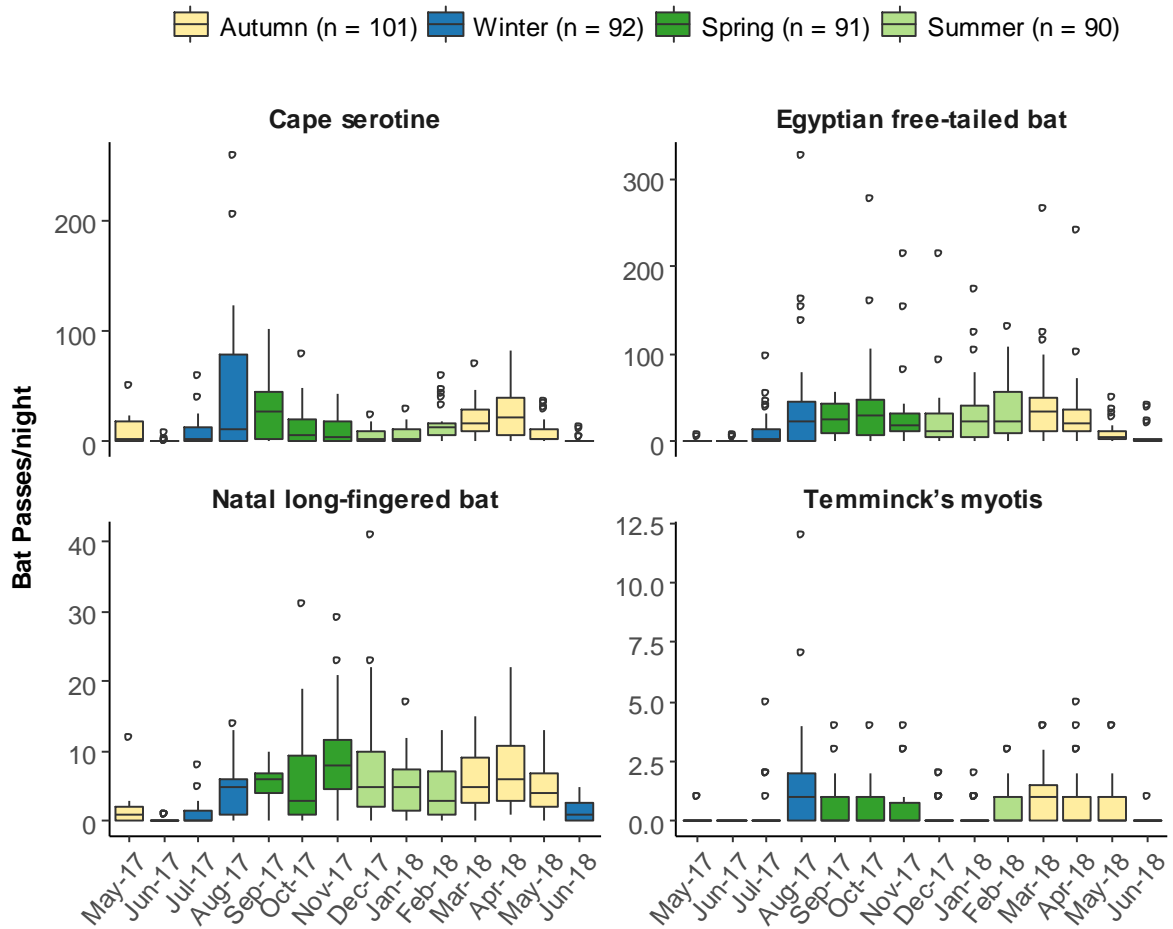 Autumn (n = 101) Winter (n = 92) Spring (n = 91) Summer (n = 90)
Cape serotine
Egyptian free-tailed bat
200
100
0
300
200
100
0
Natal long-fingered bat
Temminck’s myotis
40
30
20
10
0
12.5
10.0
7.5
5.0
2.5
0.0
Bat Passes/night
May-17 Jun-17 Jul-17 Aug-17 Sep-17 Oct-17 Nov-17 Dec-17 Jan-18 Feb-18 Mar-18 Apr-18 May-18 Jun-18
May-17 Jun-17 Jul-17 Aug-17 Sep-17 Oct-17 Nov-17 Dec-17 Jan-18 Feb-18 Mar-18 Apr-18 May-18 Jun-18